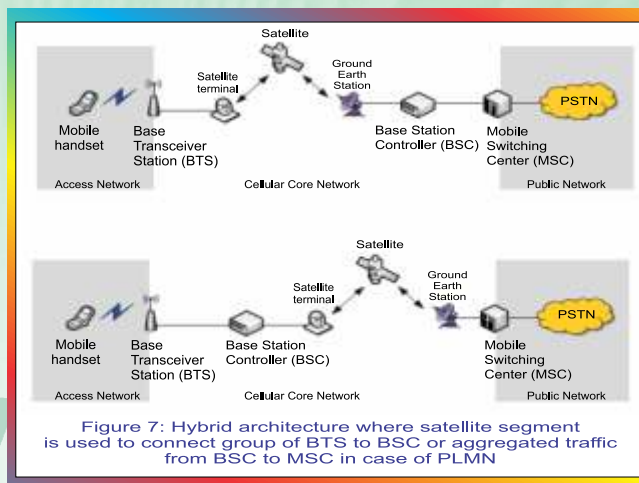 Satellite
Satellite
terminal
Ground
Earth
Station
PSTN
Mobile
handset
Base
Transceiver
Station (BTS)
Base Station
Controller (BSC)
Mobile
Switching
Center (MSC)
Access Network
Cellular Core Network
Public Network
Satellite
Satellite
terminal
Ground
Earth
Station
PSTN
Mobile
handset
Base
Transceiver
Station (BTS)
Base Station
Controller (BSC)
Mobile
Switching
Center (MSC)
Access Network
Cellular Core Network
Public Network
Figure 7: Hybrid architecture where satellite segment
is used to connect group of BTS to BSC or aggregated traffic
from BSC to MSC in case of PLMN